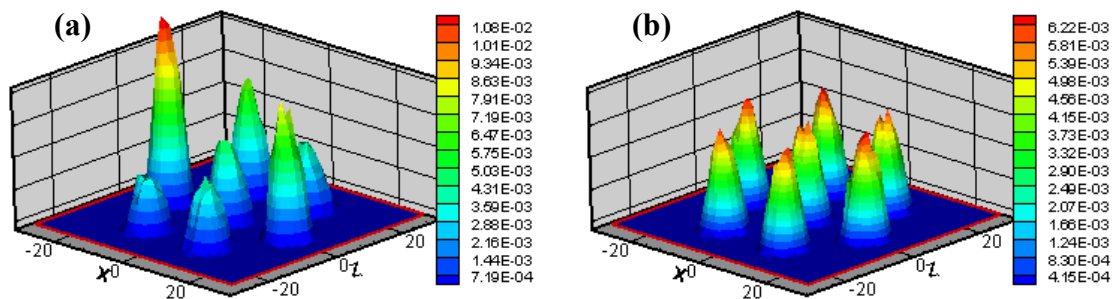 (a)
1.08E-02
1.01E-02
9.34E-03
8.63E-03
7.91E-03
7.19E-03
6.47E-03
5.75E-03
5.03E-03
4.31E-03
3.59E-03
2.88E-03
2.16E-03
1.44E-03
7.19E-04
-20
x
0
20
-20
0
z
20
(b)
6.22E-03
5.81E-03
5.39E-03
4.98E-03
4.56E-03
4.15E-03
3.73E-03
3.32E-03
2.90E-03
2.49E-03
2.07E-03
1.66E-03
1.24E-03
8.30E-04
4.15E-04
-20
x
0
20
-20
0
z
20